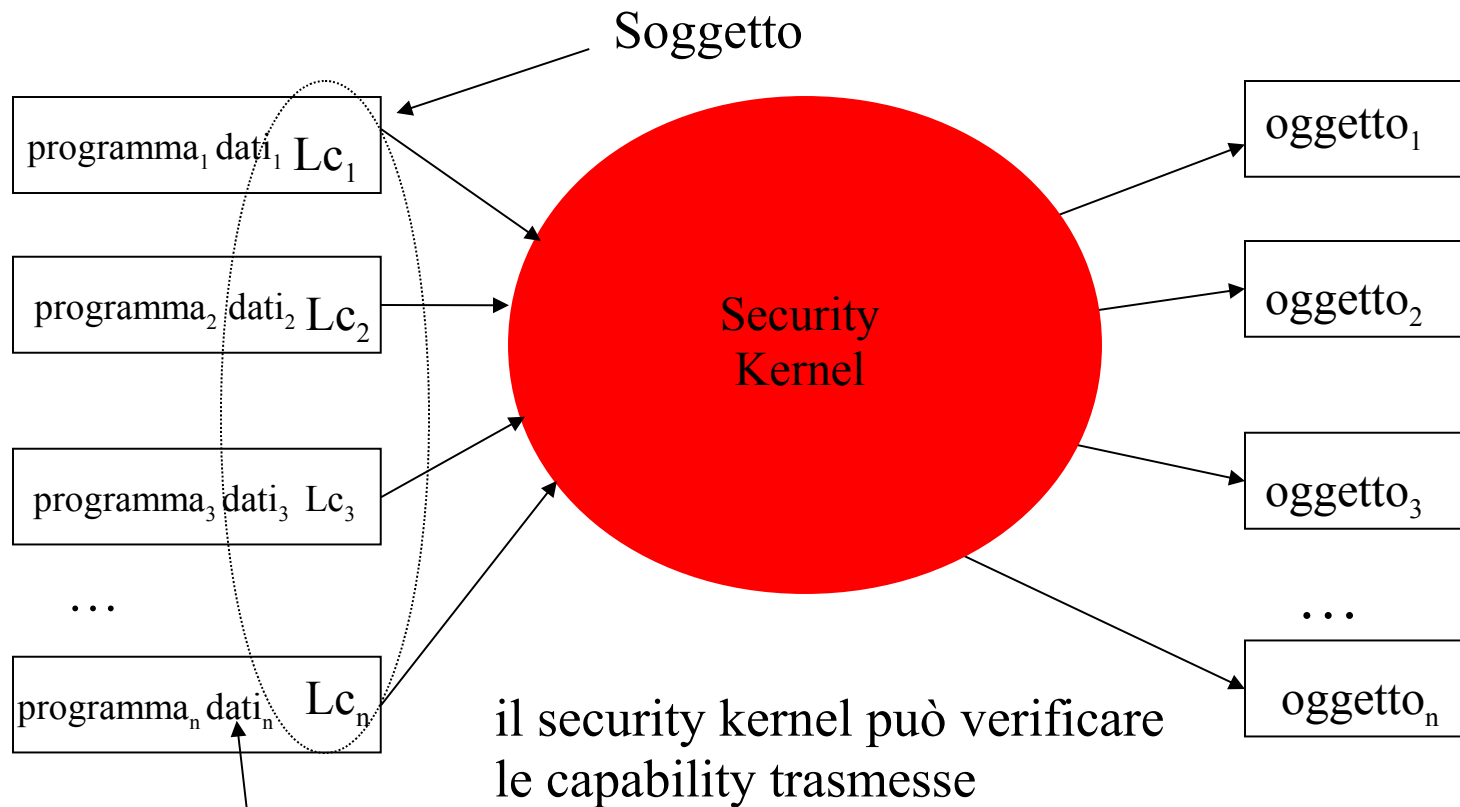 Soggetto
programma₁ dati₁ Lc₁
oggetto₁
programma₂ dati₂ Lc₂
oggetto₂
Security
Kernel
programma₃ dati₃ Lc₃
oggetto₃
...
...
programmaₙ datiₙ Lcₙ
oggettoₙ
il security kernel può verificare
le capability trasmesse